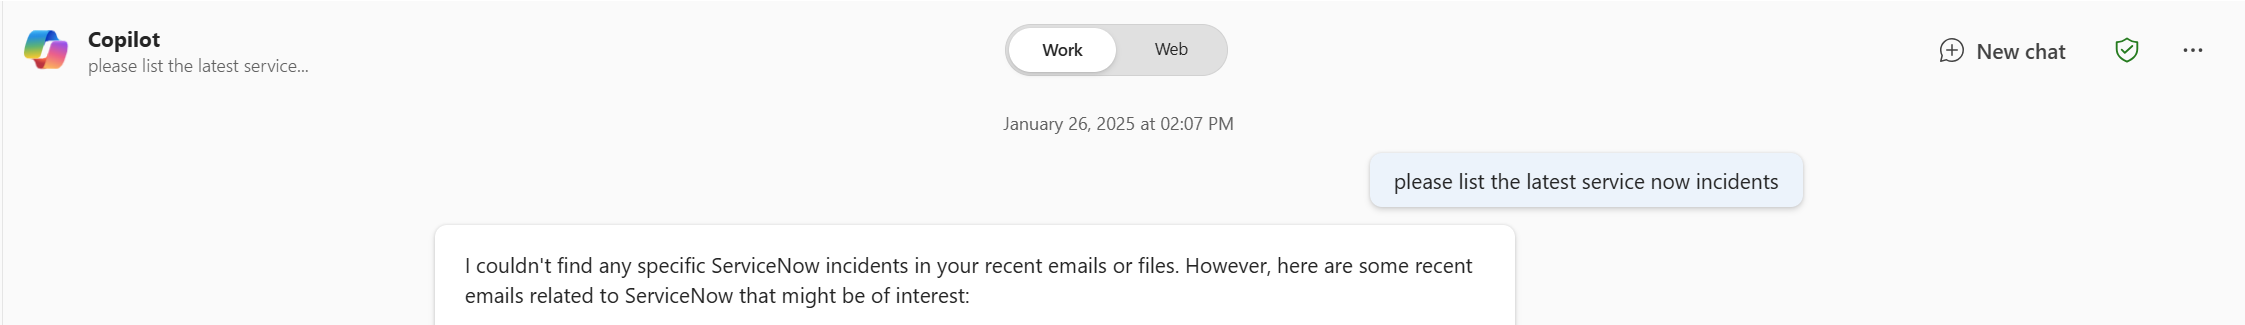 Copilot
please list the latest service...
Work
Web
New chat
January 26, 2025 at 02:07 PM
please list the latest service now incidents
I couldn't find any specific ServiceNow incidents in your recent emails or files. However, here are some recent
emails related to ServiceNow that might be of interest: